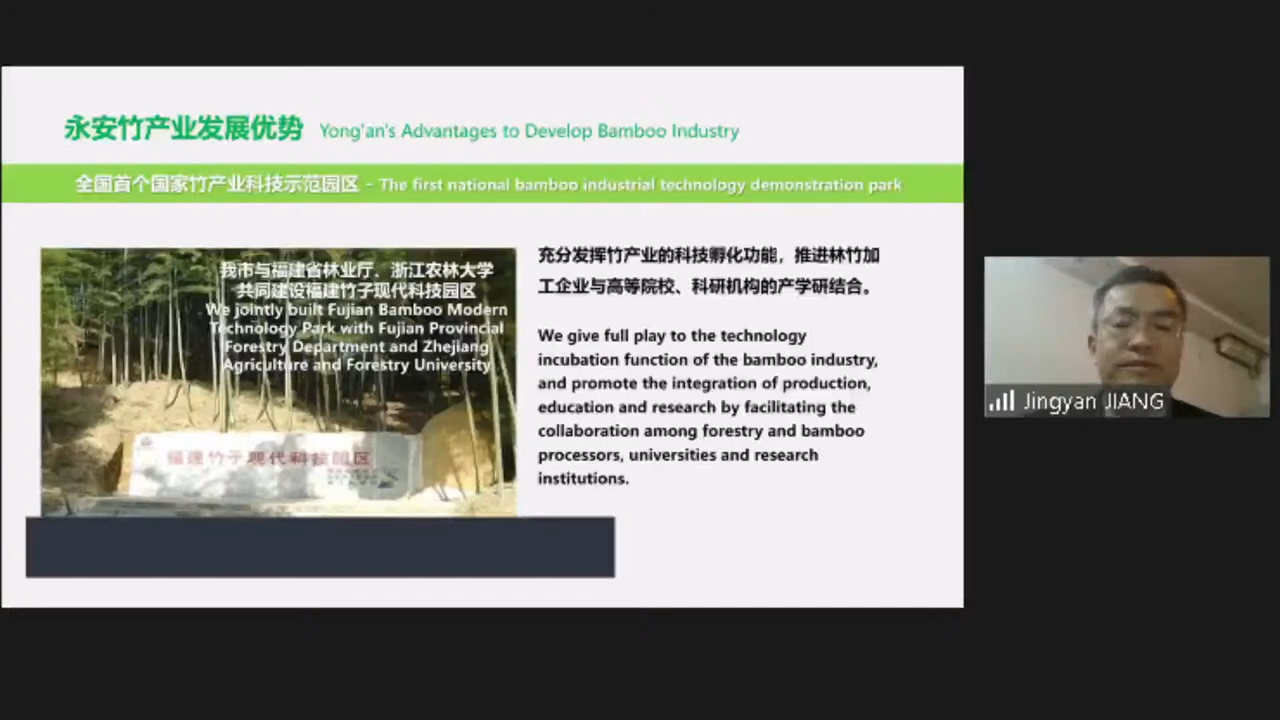 永安竹产业发展优势 Yong'an's Advantages to Develop Bamboo Industry
全国首个国家竹产业科技示范园区 - The first national bamboo industrial technology demonstration park
我市与福建省林业厅、浙江农林大学
共同建设福建竹子现代科技园区
We jointly built Fujian Bamboo Modern
Technology Park with Fujian Provincial
Forestry Department and Zhejiang
Agriculture and Forestry University
福建竹子现代科技园区
充分发挥竹产业的科技孵化功能，推进林竹加
工企业与高等院校、科研机构的产学研结合。
We give full play to the technology
incubation function of the bamboo industry,
and promote the integration of production,
education and research by facilitating the
collaboration among forestry and bamboo
processors, universities and research
institutions.
Jingyan JIANG